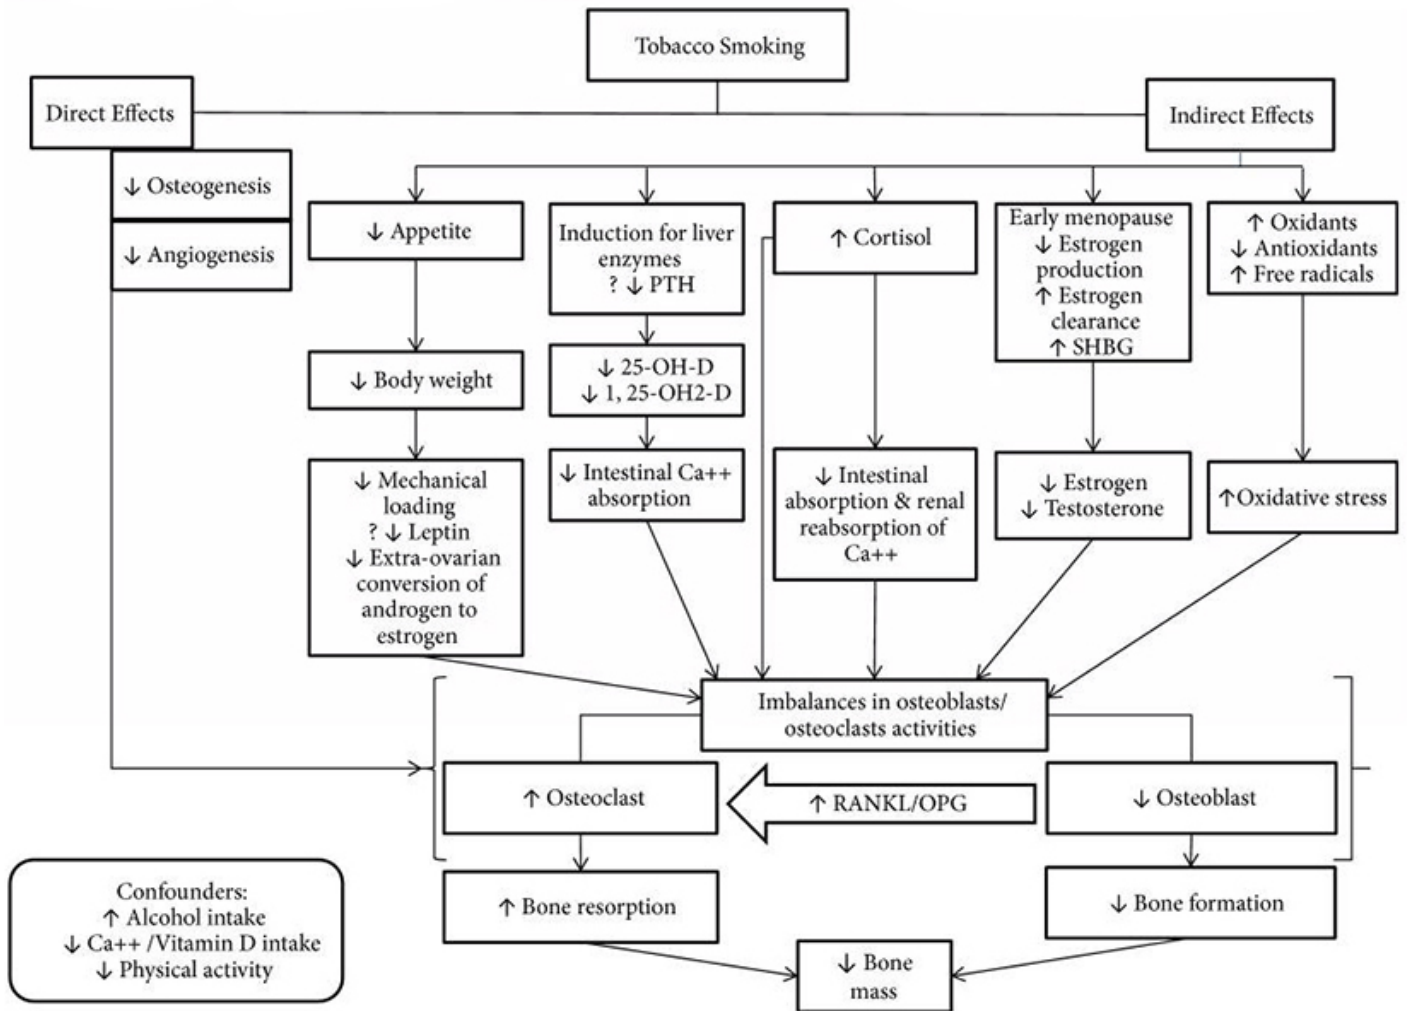 Tobacco Smoking
Direct Effects
Indirect Effects
↓ Osteogenesis
↓ Angiogenesis
↓ Appetite
Induction for liver
enzymes
? ↓ PTH
↑ Cortisol
Early menopause
↓ Estrogen
production
↑ Estrogen
clearance
↑ SHBG
↑ Oxidants
↓ Antioxidants
↑ Free radicals
↓ Body weight
↓ 25-OH-D
↓ 1, 25-OH2-D
↓ Mechanical
loading
? ↓ Leptin
↓ Extra-ovarian
conversion of
androgen to
estrogen
↓ Intestinal Ca++
absorption
↓ Intestinal
absorption & renal
reabsorption of
Ca++
↓ Estrogen
↓ Testosterone
↑Oxidative stress
Imbalances in osteoblasts/
osteoclasts activities
↑ Osteoclast
↑ RANKL/OPG
↓ Osteoblast
↑ Bone resorption
↓ Bone formation
↓ Bone
mass
Confounders:
↑ Alcohol intake
↓ Ca++ /Vitamin D intake
↓ Physical activity